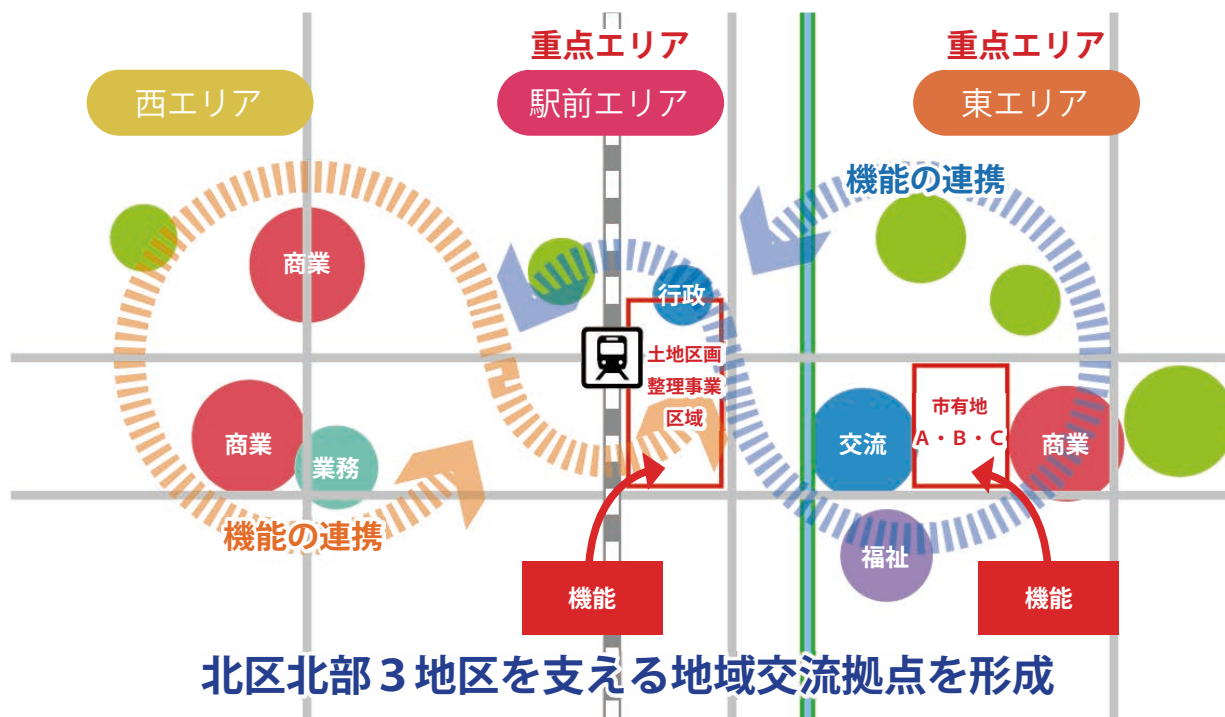 重点エリア
重点エリア
西エリア
駅前エリア
東エリア
機能の連携
商業
行政
土地区画
整理事業
区域
市有地
A・B・C
商業
業務
交流
商業
機能の連携
福祉
機能
機能
北区北部３地区を支える地域交流拠点を形成